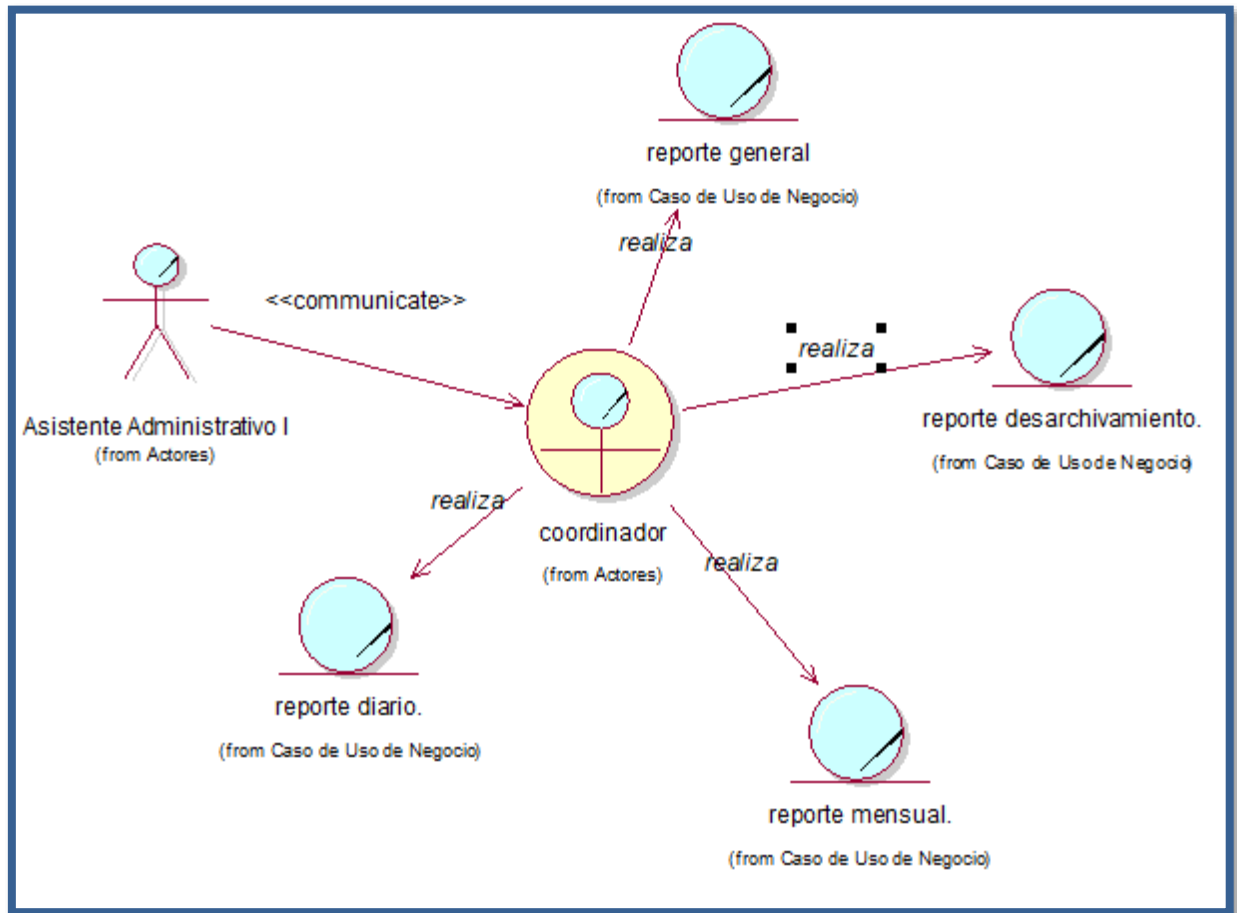 reporte general
(from Caso de Uso de Negocio)
realiza
<<communicate>>
realiza
Asistente Administrativo I
(from Actores)
reporte desarchivamiento.
(from Caso de Uso de Negocio)
realiza
coordinador
(from Actores)
realiza
reporte diario.
(from Caso de Uso de Negocio)
reporte mensual.
(from Caso de Uso de Negocio)